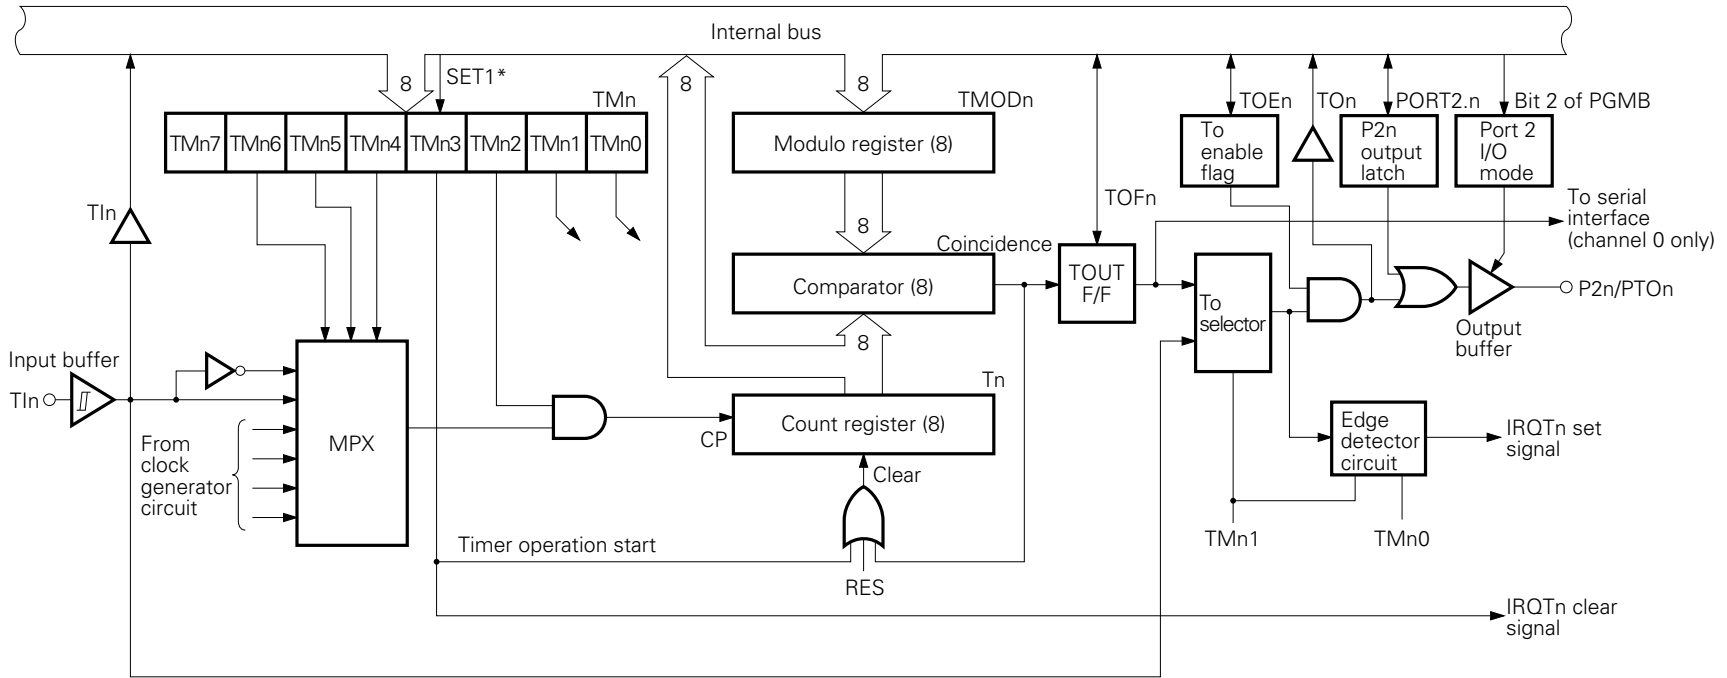 Internal bus
8
SET1*
8
8
TMn
TMODn
TOEn
TOn
PORT2.n
Bit 2 of PGMB
TMn7
TMn6
TMn5
TMn4
TMn3
TMn2
TMn1
TMn0
Modulo register (8)
To
enable
flag
P2n
output
latch
Port 2
I/O
mode
TIn
8
TOFn
To serial
interface
(channel 0 only)
Coincidence
Comparator (8)
TOUT
F/F
To
selector
P2n/PTOn
Output
buffer
8
Input buffer
TIn
Tn
From
clock
generator
circuit
MPX
CP
Count register (8)
Edge
detector
circuit
IRQTn set
signal
Clear
TMn1
TMn0
Timer operation start
RES
IRQTn clear
signal